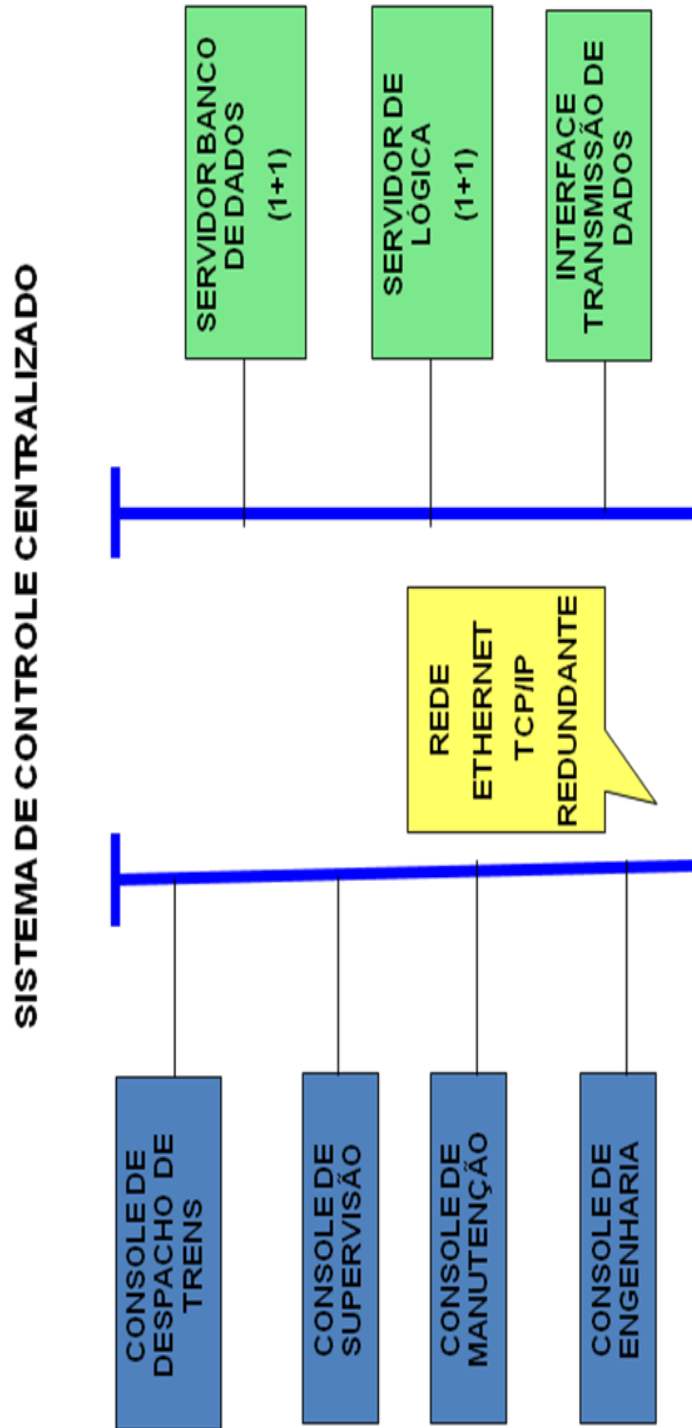 SISTEMA DE CONTROLE CENTRALIZADO
SERVIDOR BANCO
DE DADOS
(1+1)
SERVIDOR DE
LÓGICA
(1+1)
INTERFACE
TRANSMISSÃO DE
DADOS
REDE
ETHERNET
TCP/IP
REDUNDANTE
CONSOLE DE
DESPACHO DE
TRENS
CONSOLE DE
SUPERVISÃO
CONSOLE DE
MANUTENÇÃO
CONSOLE DE
ENGENHARIA